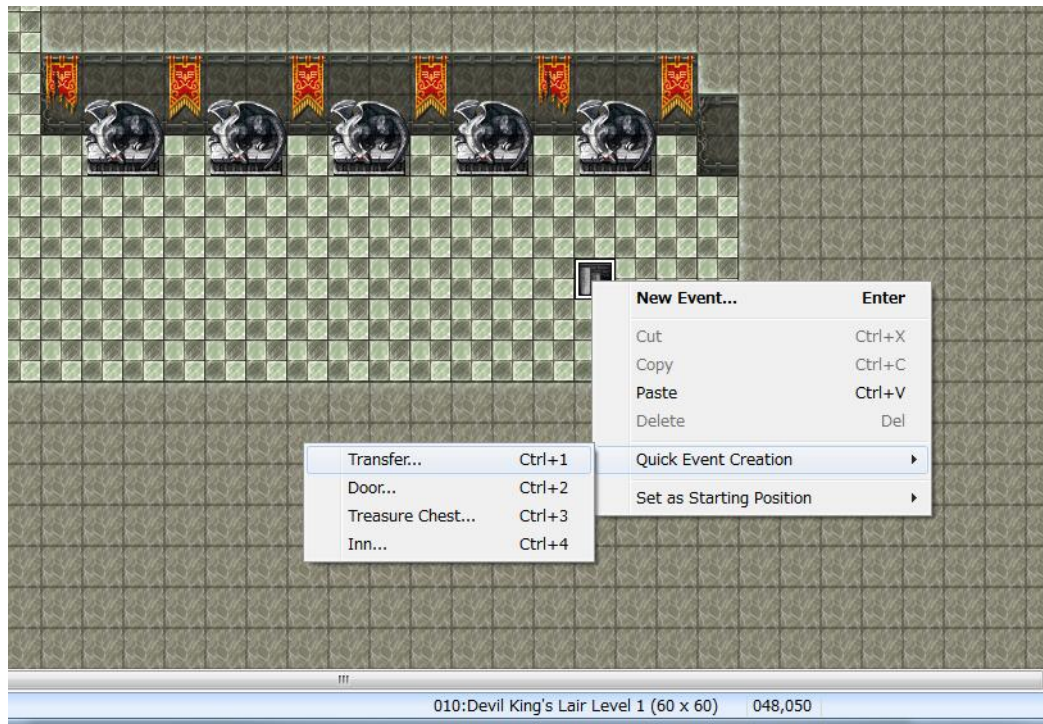 New Event... Enter
Cut Ctrl+X
Copy Ctrl+C
Paste Ctrl+V
Delete Del
Quick Event Creation
Set as Starting Position
Transfer... Ctrl+1
Door... Ctrl+2
Treasure Chest... Ctrl+3
Inn... Ctrl+4
010:Devil King's Lair Level 1 (60 x 60) 048,050